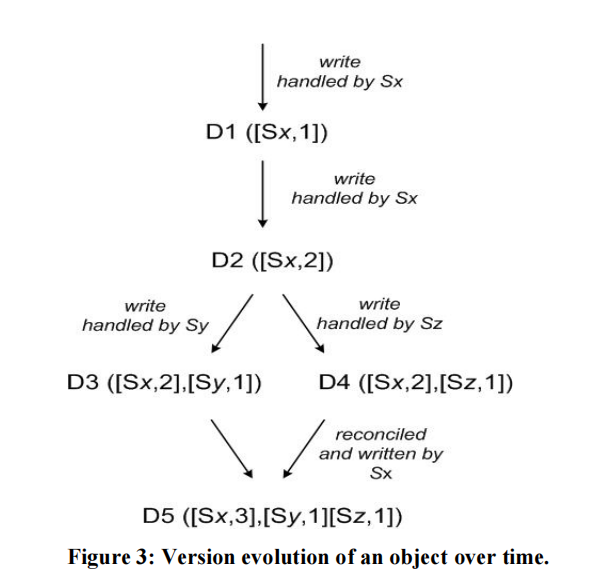 write
handled by Sx
D1 ([Sx,1])
write
handled by Sx
D2 ([Sx,2])
write
handled by Sy
write
handled by Sz
D3 ([Sx,2],[Sy,1])
D4 ([Sx,2],[Sz,1])
reconciled
and written by
Sx
D5 ([Sx,3],[Sy,1][Sz,1])
Figure 3: Version evolution of an object over time.